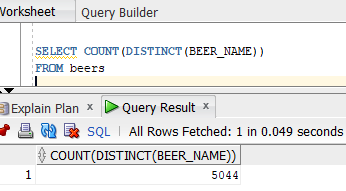 Worksheet Query Builder
SELECT COUNT(DISTINCT(BEER_NAME))
FROM beers
Explain Plan x Query Result x
SQL | All Rows Fetched: 1 in 0.049 seconds
COUNT(DISTINCT(BEER_NAME))
1 5044